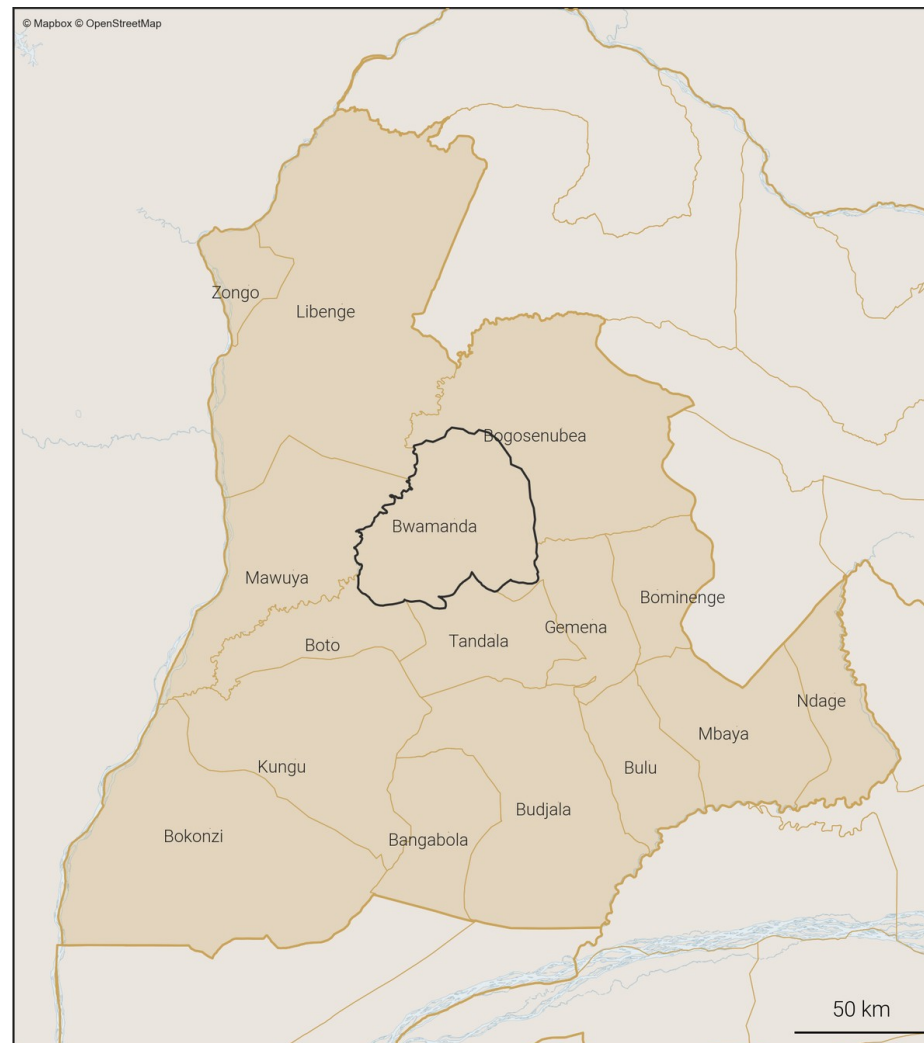 © Mapbox © OpenStreetMap
Zongo
Libenge
Bogosenubea
Bwamanda
Mawuya
Bominenge
Gemena
Tandala
Boto
Ndage
Mbaya
Kungu
Bulu
Budjala
Bokonzi
Bangabola
50 km